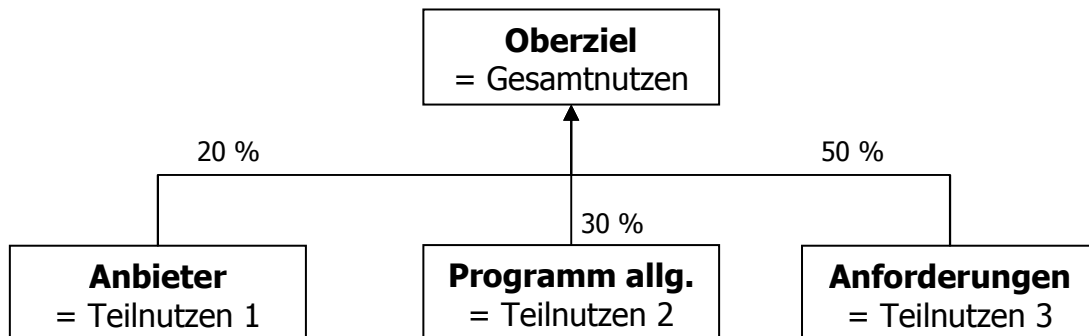 Oberziel
= Gesamtnutzen
20 %
50 %
30 %
Anbieter
= Teilnutzen 1
Programm allg.
= Teilnutzen 2
Anforderungen
= Teilnutzen 3